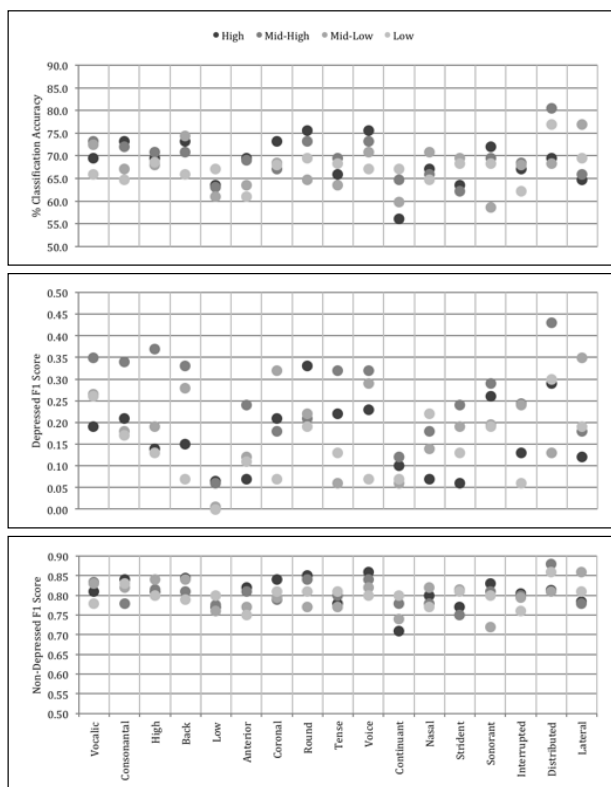 High Mid-High Mid-Low Low
% Classification Accuracy
90.0
85.0
80.0
75.0
70.0
65.0
60.0
55.0
50.0
Depressed F1 Score
0.50
0.45
0.40
0.35
0.30
0.25
0.20
0.15
0.10
0.05
0.00
Non-Depressed F1 Score
0.90
0.85
0.80
0.75
0.70
0.65
0.60
0.55
0.50
Vocalic
Consonantal
High
Back
Low
Anterior
Coronal
Round
Tense
Voice
Continuant
Nasal
Strident
Sonorant
Interrupted
Distributed
Lateral